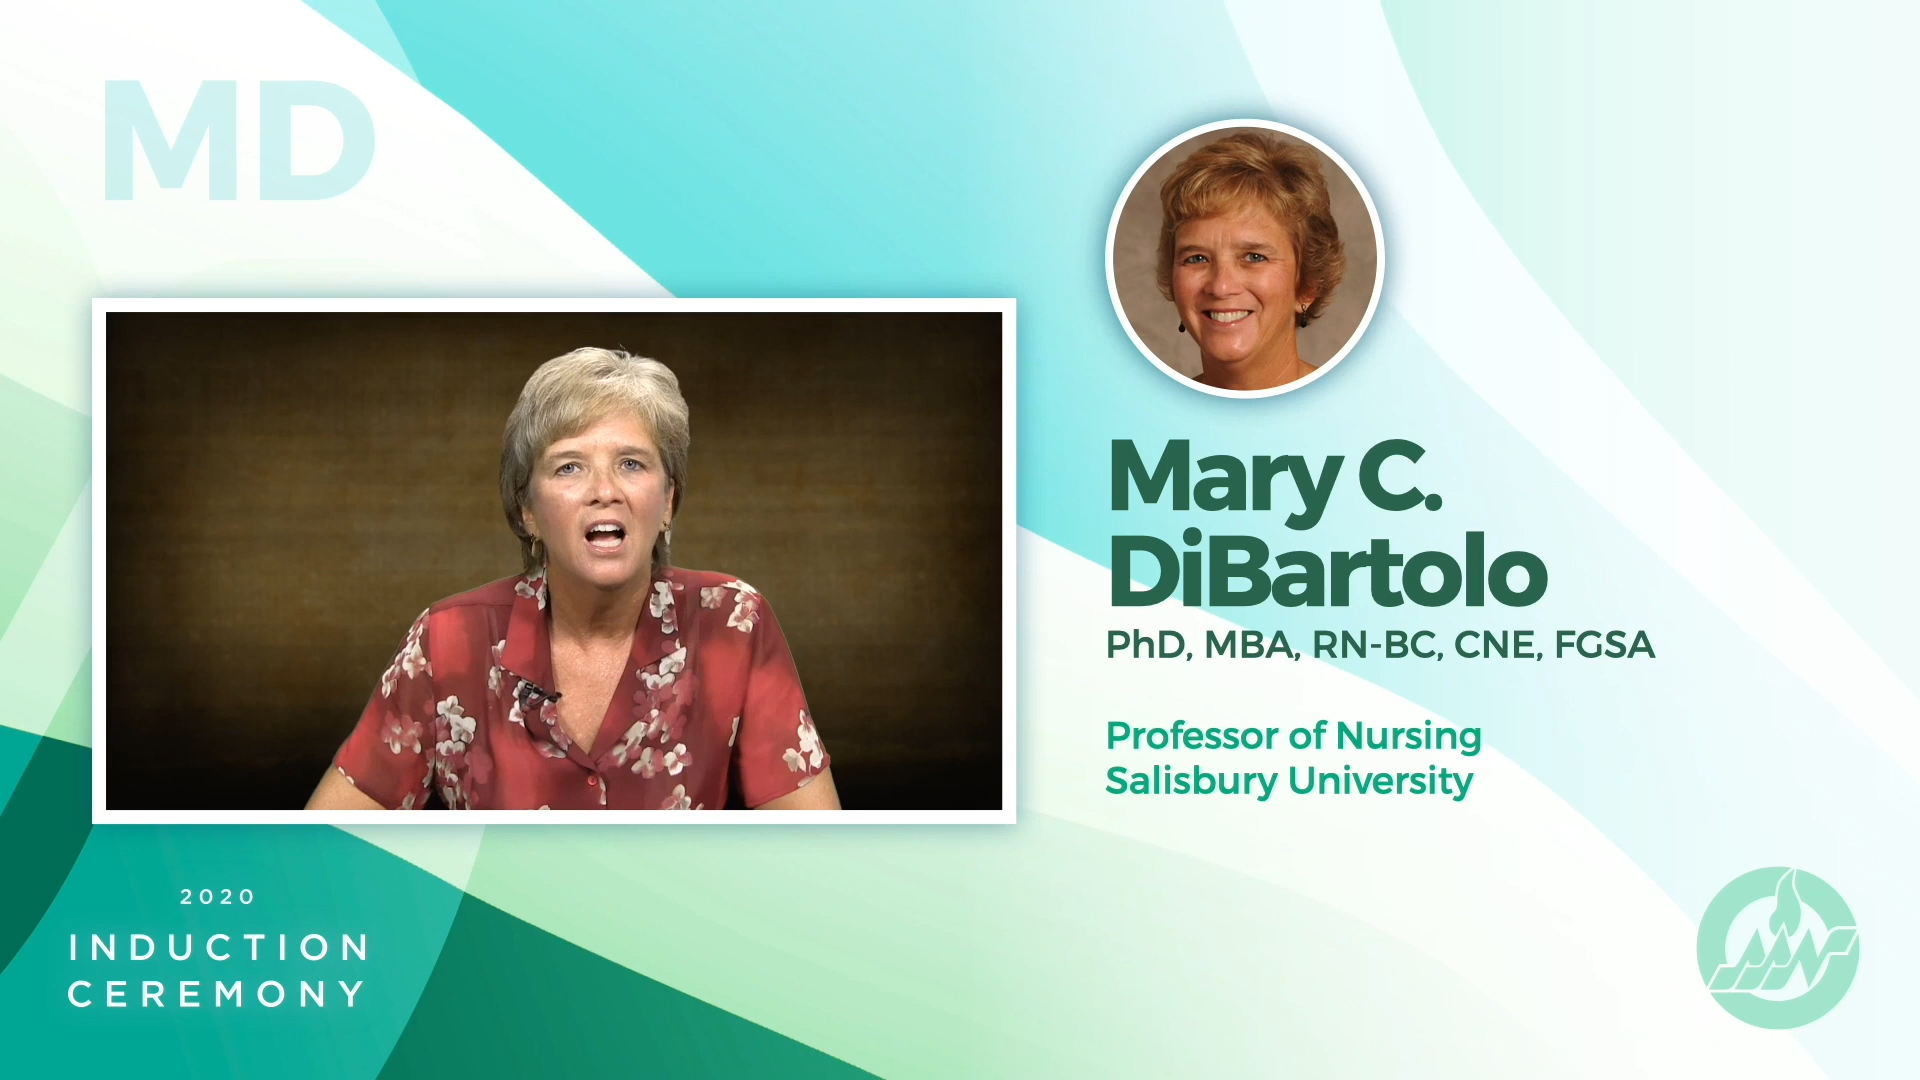 MD
Mary C.
DiBartolo
PhD, MBA, RN-BC, CNE, FGSA
Professor of Nursing
Salisbury University
2020
INDUCTION
CEREMONY